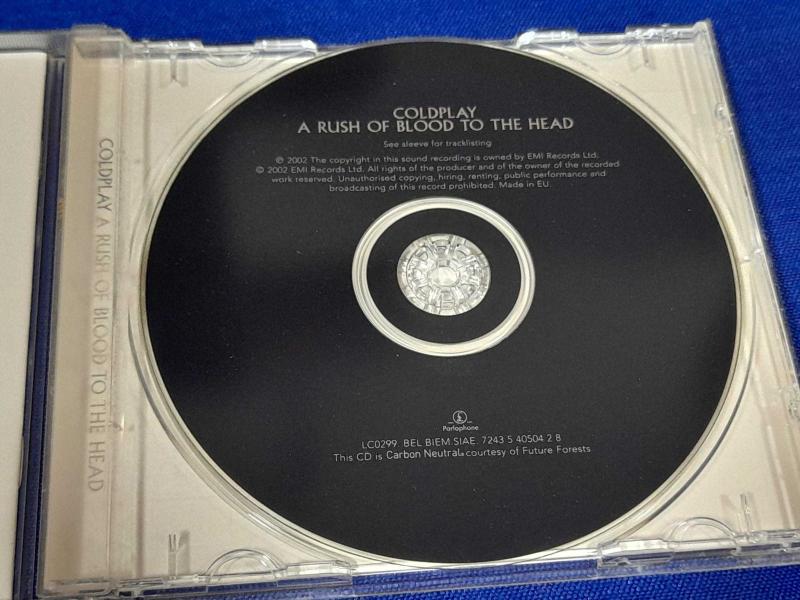 COLDPLAY
A RUSH OF BLOOD TO THE HEAD
See sleeve for tracklisting
℗ 2002 The copyright in this sound recording is owned by EMI Records Ltd.
© 2002 EMI Records Ltd. All rights of the producer and of the owner of the recorded
work reserved. Unauthorised copying, hiring, renting, public performance and
broadcasting of this record prohibited. Made in EU.
Parlophone
LC0299. BEL BIEM.SIAE. 7243 5 40504 2 8
This CD is Carbon Neutral® courtesy of Future Forests
COLDPLAY A RUSH OF BLOOD TO THE HEAD